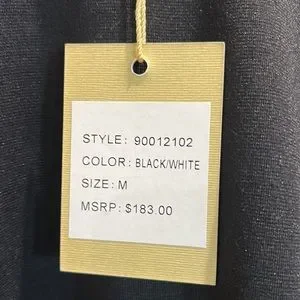 STYLE: 90012102
COLOR: BLACK/WHITE
SIZE: M
MSRP: $183.00